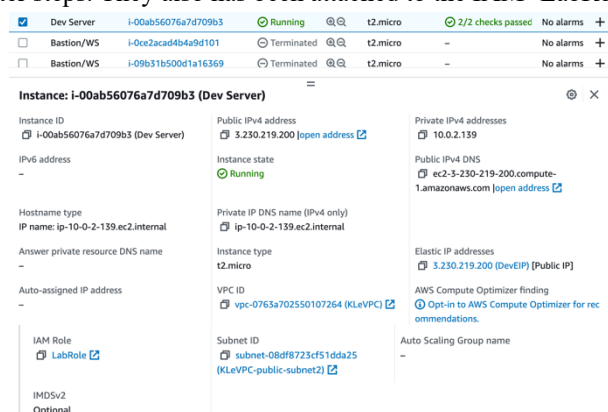 Dev Server i-00ab56076a7d709b3 Running t2.micro 2/2 checks passed No alarms +
Bastion/WS i-0ce2acad4b4a9d101 Terminated t2.micro – No alarms +
Bastion/WS i-09b31b500d1a16369 Terminated t2.micro – No alarms +
Instance: i-00ab56076a7d709b3 (Dev Server)
Instance ID
i-00ab56076a7d709b3 (Dev Server)
Public IPv4 address
3.230.219.200 |open address
Private IPv4 addresses
10.0.2.139
IPv6 address
–
Instance state
Running
Public IPv4 DNS
ec2-3-230-219-200.compute-
1.amazonaws.com |open address
Hostname type
IP name: ip-10-0-2-139.ec2.internal
Private IP DNS name (IPv4 only)
ip-10-0-2-139.ec2.internal
Answer private resource DNS name
–
Instance type
t2.micro
Elastic IP addresses
3.230.219.200 (DevEIP) [Public IP]
Auto-assigned IP address
–
VPC ID
vpc-0763a702550107264 (KLeVPC)
AWS Compute Optimizer finding
Opt-in to AWS Compute Optimizer for rec
ommendations.
IAM Role
LabRole
Subnet ID
subnet-08df8723cf51dda25
(KLeVPC-public-subnet2)
Auto Scaling Group name
–
IMDSv2
Optional